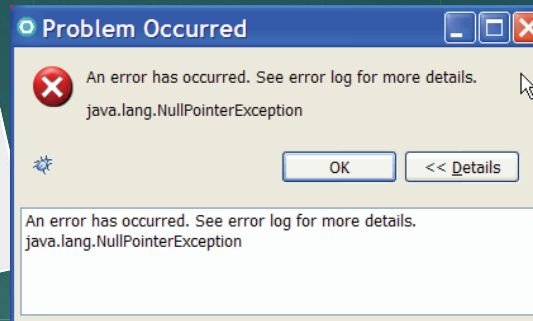 Problem Occurred
An error has occurred. See error log for more details.
java.lang.NullPointerException
OK
<< Details
An error has occurred. See error log for more details.
java.lang.NullPointerException